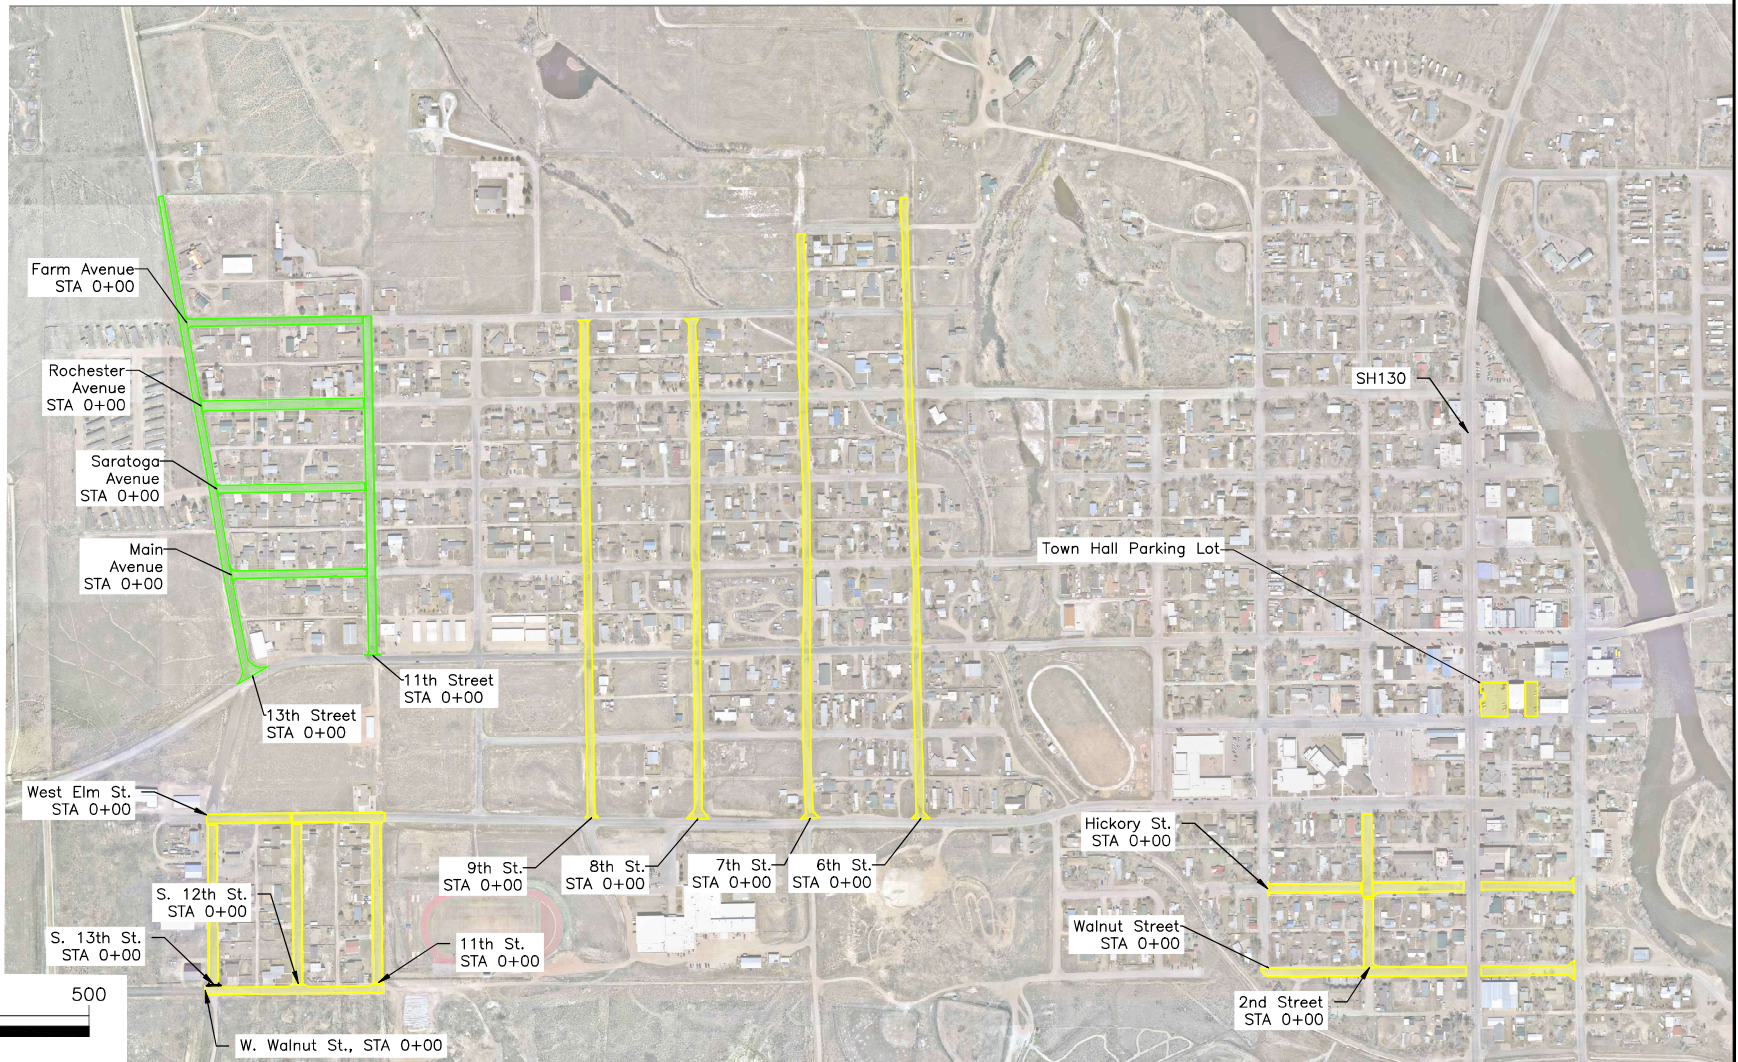 Farm Avenue
STA 0+00
Rochester
Avenue
STA 0+00
SH130
Saratoga
Avenue
STA 0+00
Main
Avenue
STA 0+00
Town Hall Parking Lot
11th Street
STA 0+00
13th Street
STA 0+00
West Elm St.
STA 0+00
Hickory St.
STA 0+00
9th St.
STA 0+00
8th St.
STA 0+00
7th St.
STA 0+00
6th St.
STA 0+00
S. 12th St.
STA 0+00
S. 13th St.
STA 0+00
11th St.
STA 0+00
Walnut Street
STA 0+00
500
2nd Street
STA 0+00
W. Walnut St., STA 0+00